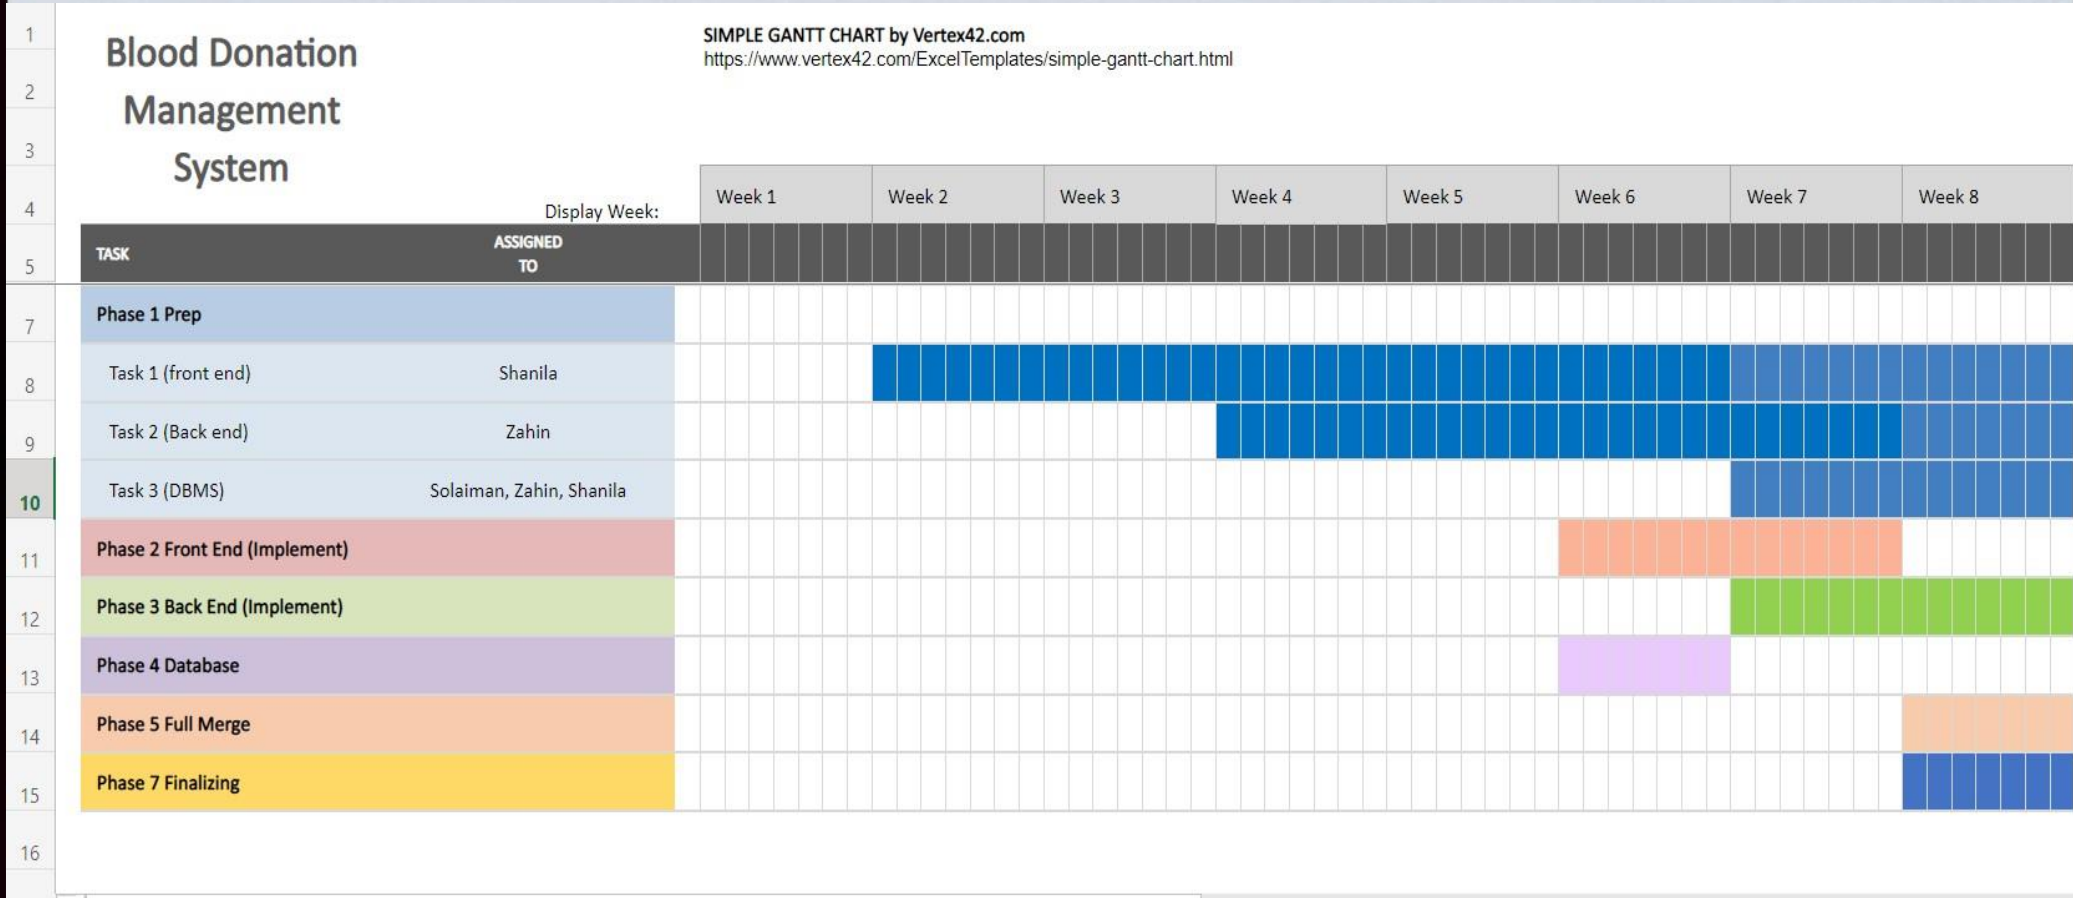 1
SIMPLE GANTT CHART by Vertex42.com
Blood Donation
https://www.vertex42.com/ExcelTemplates/simple-gantt-chart.html
2
Management
3
System
4
Display Week:
Week 1 Week 2 Week 3 Week 4 Week 5 Week 6 Week 7 Week 8
5
TASK ASSIGNED
TO
7 Phase 1 Prep
8 Task 1 (front end) Shanila
9 Task 2 (Back end) Zahin
10 Task 3 (DBMS) Solaiman, Zahin, Shanila
11 Phase 2 Front End (Implement)
12 Phase 3 Back End (Implement)
13 Phase 4 Database
14 Phase 5 Full Merge
15 Phase 7 Finalizing
16